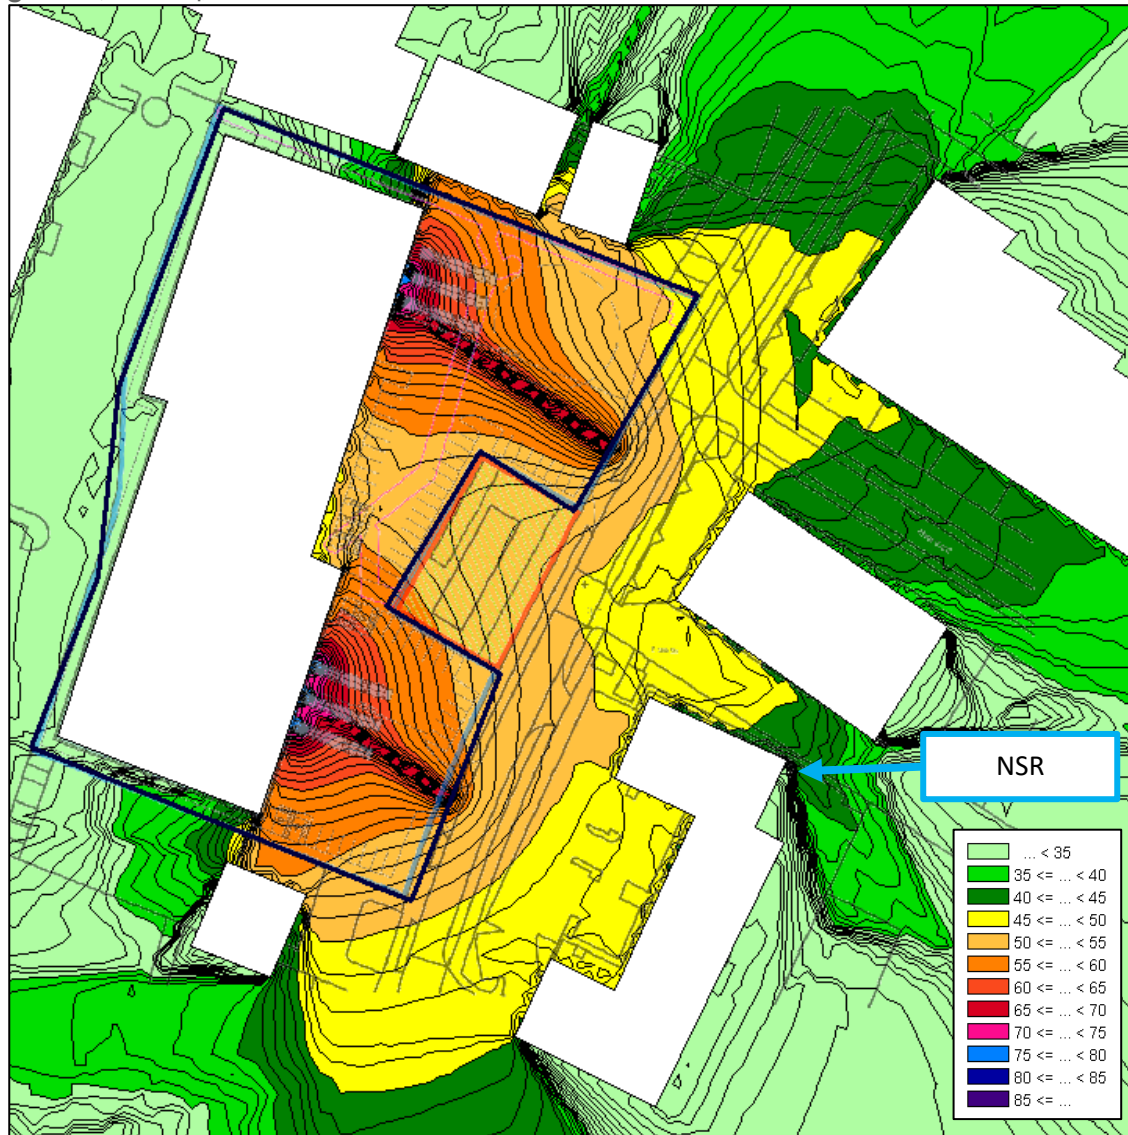 NSR
... < 35
35 <= ... < 40
40 <= ... < 45
45 <= ... < 50
50 <= ... < 55
55 <= ... < 60
60 <= ... < 65
65 <= ... < 70
70 <= ... < 75
75 <= ... < 80
80 <= ... < 85
85 <= ...